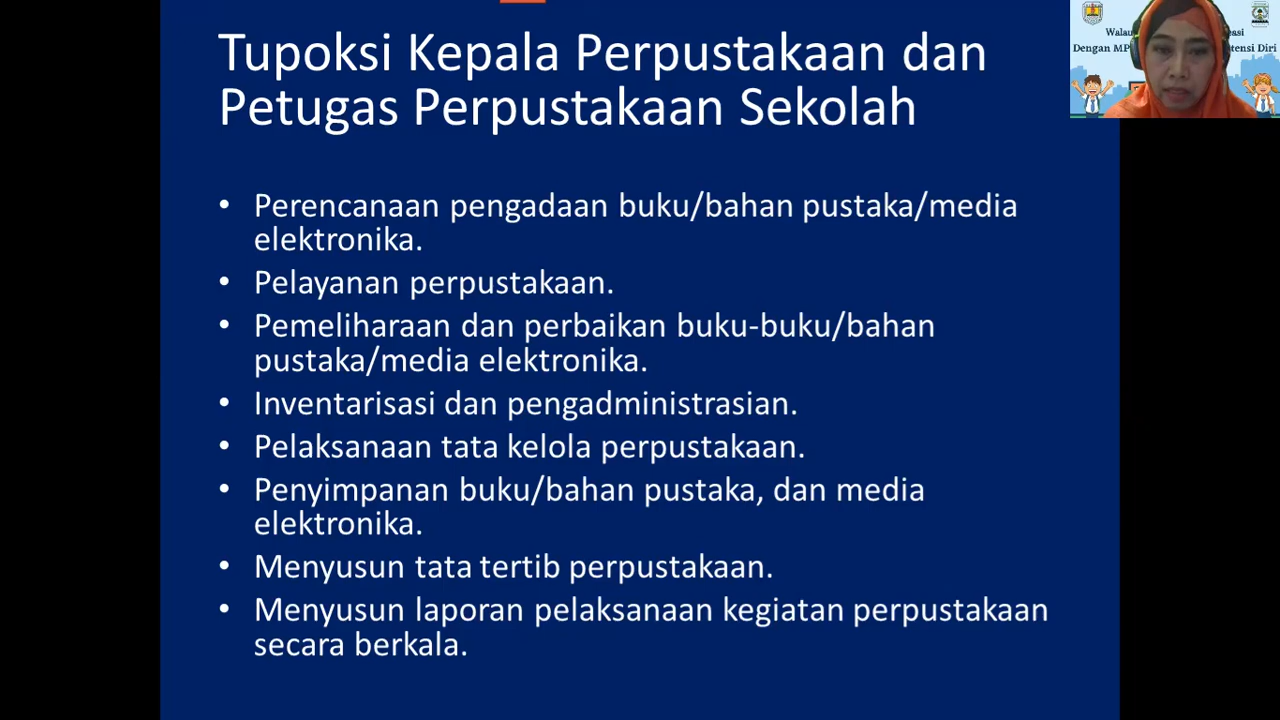 Tupoksi Kepala Perpustakaan dan
Petugas Perpustakaan Sekolah
• Perencanaan pengadaan buku/bahan pustaka/media
elektronika.
• Pelayanan perpustakaan.
• Pemeliharaan dan perbaikan buku-buku/bahan
pustaka/media elektronika.
• Inventarisasi dan pengadministrasian.
• Pelaksanaan tata kelola perpustakaan.
• Penyimpanan buku/bahan pustaka, dan media
elektronika.
• Menyusun tata tertib perpustakaan.
• Menyusun laporan pelaksanaan kegiatan perpustakaan
secara berkala.
Dengan Diri